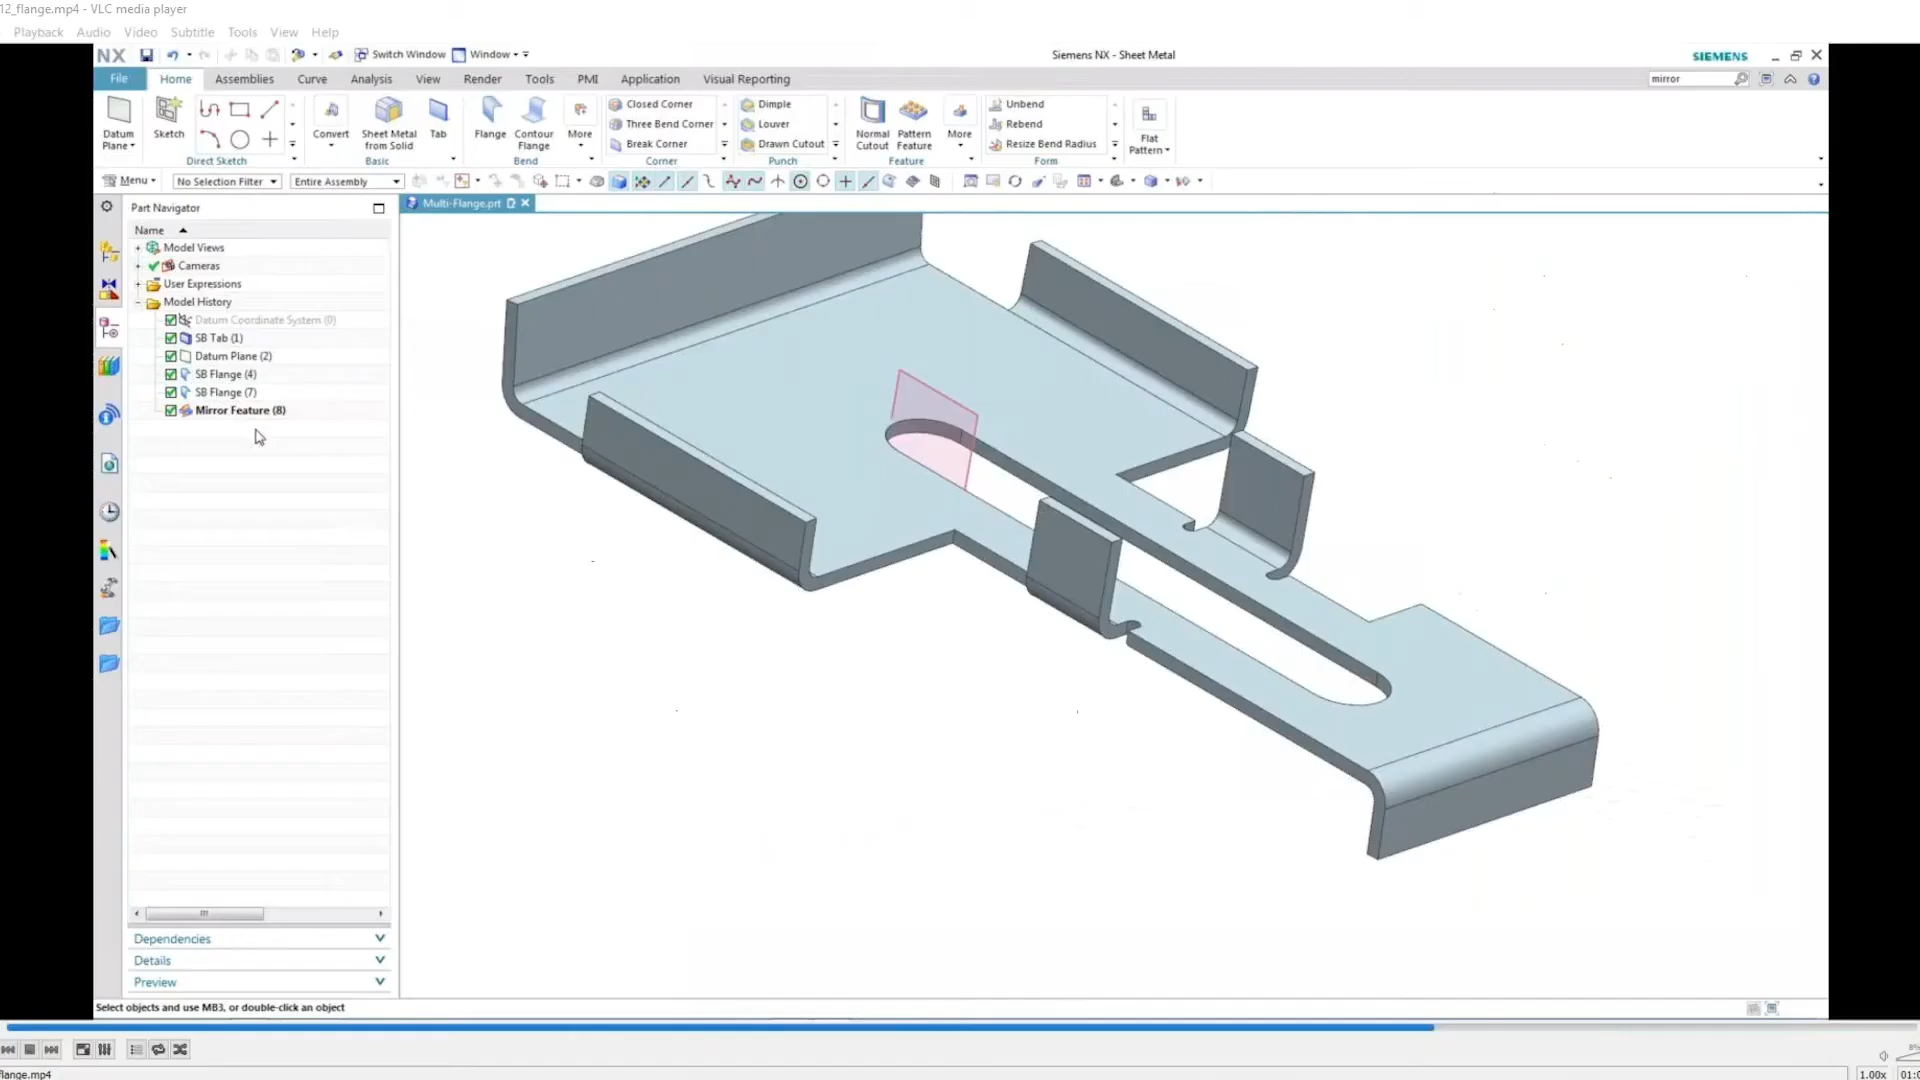 12_flange.mp4 - VLC media player
Playback Audio Video Subtitle Tools View Help
NX Switch Window Window Siemens NX - Sheet Metal SIEMENS
File Home Assemblies Curve Analysis View Render Tools PMI Application Visual Reporting mirror
Datum Plane
Sketch
Direct Sketch
Convert
Sheet Metal from Solid
Tab
Basic
Flange
Contour Flange
More
Bend
Closed Corner
Three Bend Corner
Break Corner
Corner
Dimple
Louver
Drawn Cutout
Punch
Normal Cutout
Pattern Feature
More
Feature
Unbend
Rebend
Resize Bend Radius
Form
Flat Pattern
Menu No Selection Filter Entire Assembly
Part Navigator
Multi-Flange.prt
Name
Model Views
Cameras
User Expressions
Model History
Datum Coordinate System (0)
SB Tab (1)
Datum Plane (2)
SB Flange (4)
SB Flange (7)
Mirror Feature (8)
Dependencies
Details
Preview
Select objects and use MB3, or double-click an object
8%
flange.mp4 1.00x